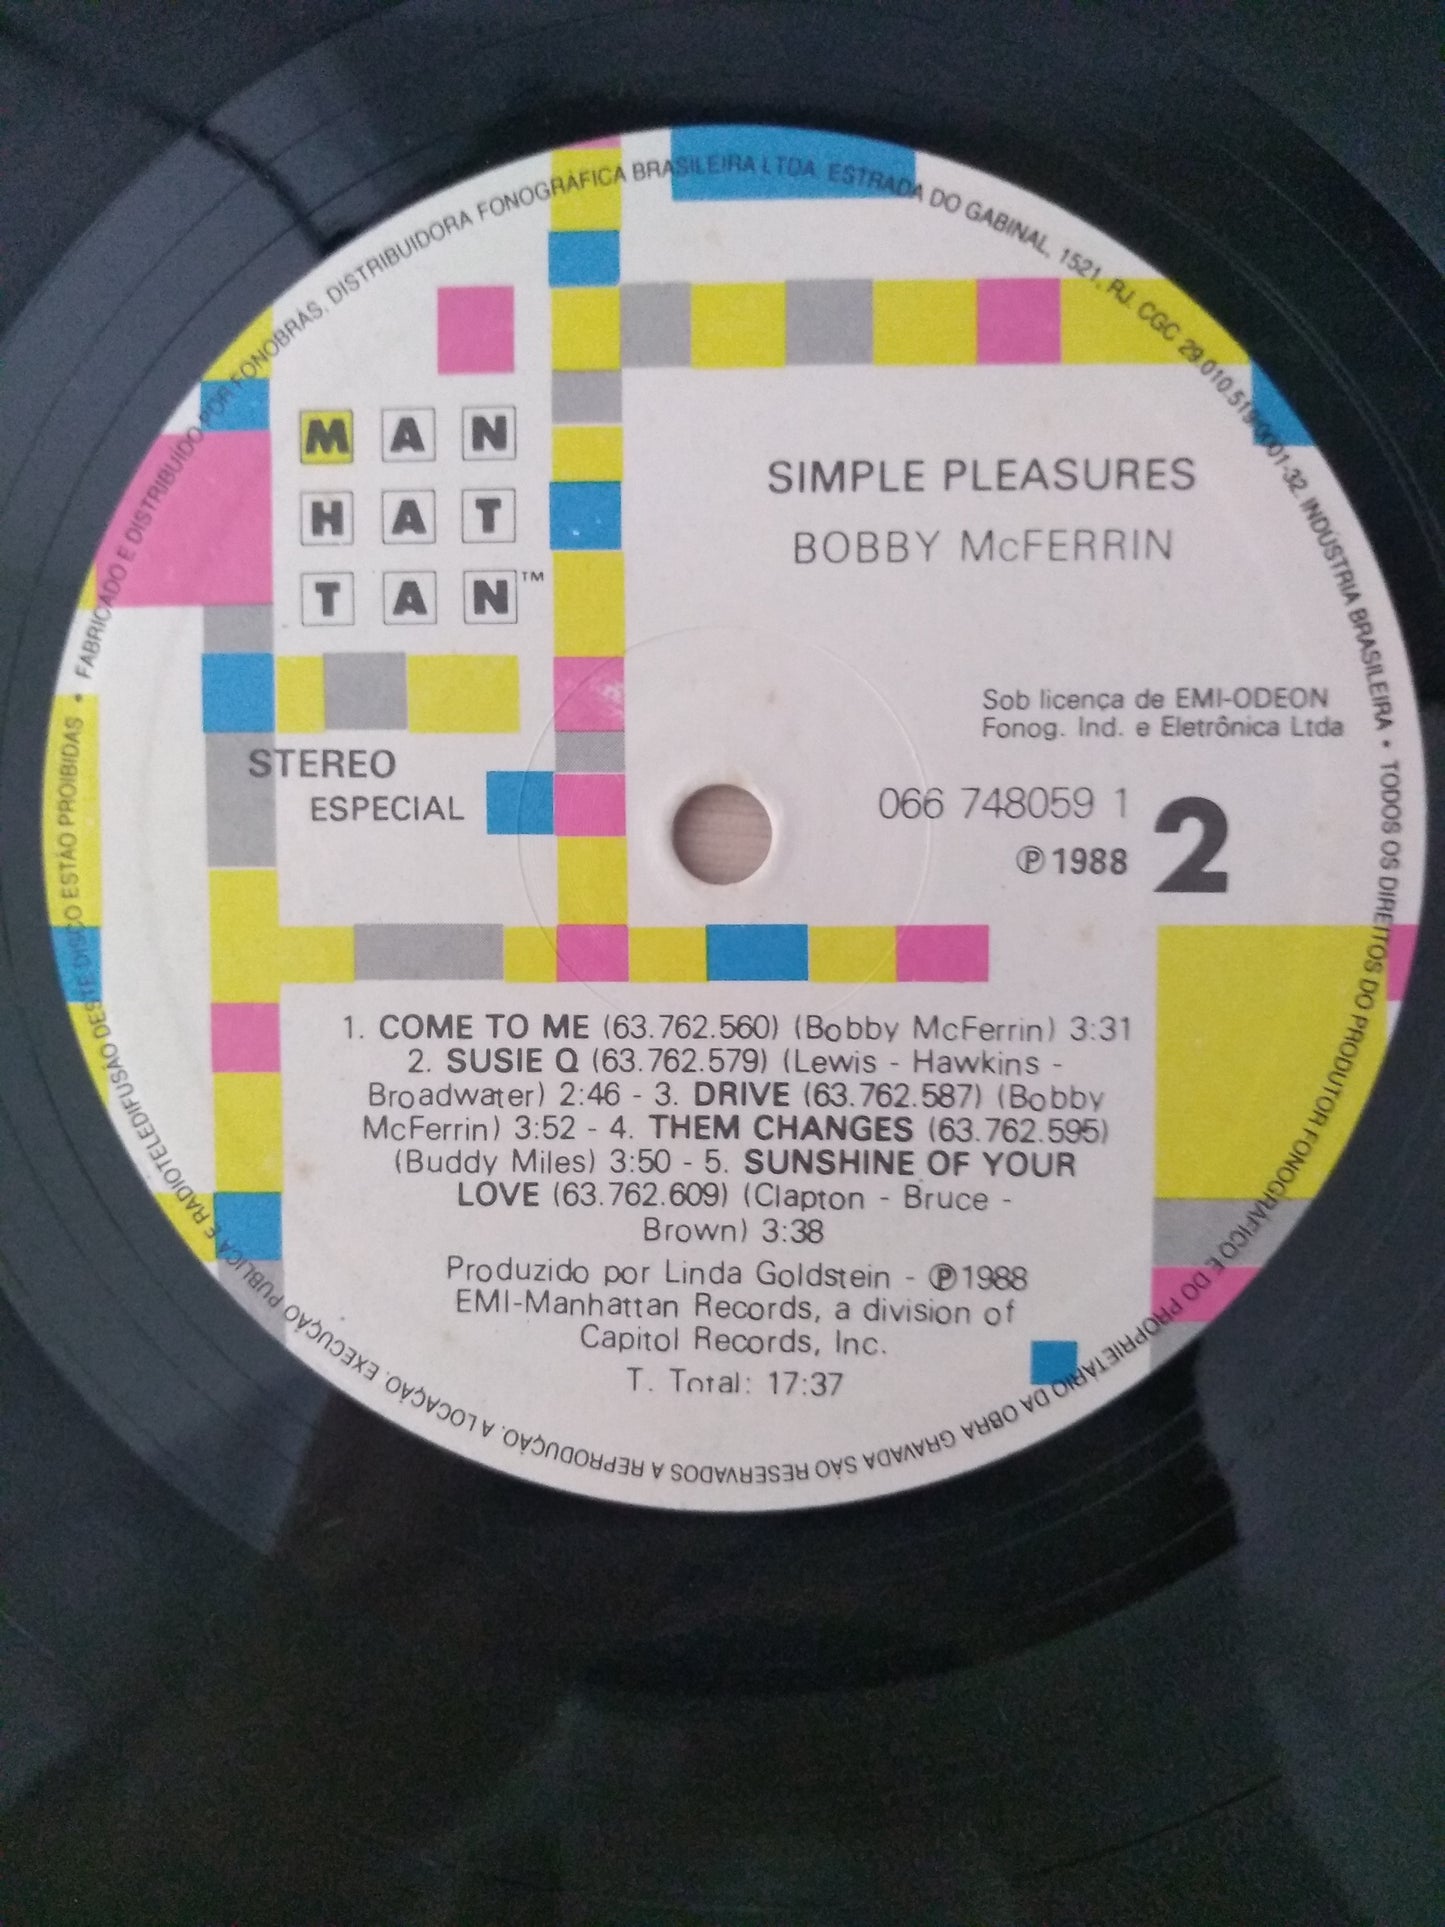 FABRICADO E DISTRIBUIDO POR FONOBRÁS, DISTRIBUIDORA FONOGRÁFICA BRASILEIRA LTDA. ESTRADA DO GABINAL, 1521, RJ. CGC 29.010.519/0001-32. INDÚSTRIA BRASILEIRA • TODOS OS DIREITOS DO PRODUTOR FONOGRÁFICO E DO PROPRIETÁRIO DA OBRA GRAVADA SÃO RESERVADOS A REPRODUÇÃO. A LOCAÇÃO. EXECUÇÃO PÚBLICA E RADIOTELEDIFUSÃO DESTE DISCO ESTÃO PROIBIDAS •
MAN
HAT
TAN™
SIMPLE PLEASURES
BOBBY McFERRIN
Sob licença de EMI-ODEON
Fonog. Ind. e Eletrônica Ltda
STEREO
ESPECIAL
066 748059 1
℗ 1988
2
1. COME TO ME (63.762.560) (Bobby McFerrin) 3:31
2. SUSIE Q (63.762.579) (Lewis - Hawkins -
Broadwater) 2:46 - 3. DRIVE (63.762.587) (Bobby
McFerrin) 3:52 - 4. THEM CHANGES (63.762.595)
(Buddy Miles) 3:50 - 5. SUNSHINE OF YOUR
LOVE (63.762.609) (Clapton - Bruce -
Brown) 3:38
Produzido por Linda Goldstein - ℗ 1988
EMI-Manhattan Records, a division of
Capitol Records, Inc.
T. Total: 17:37